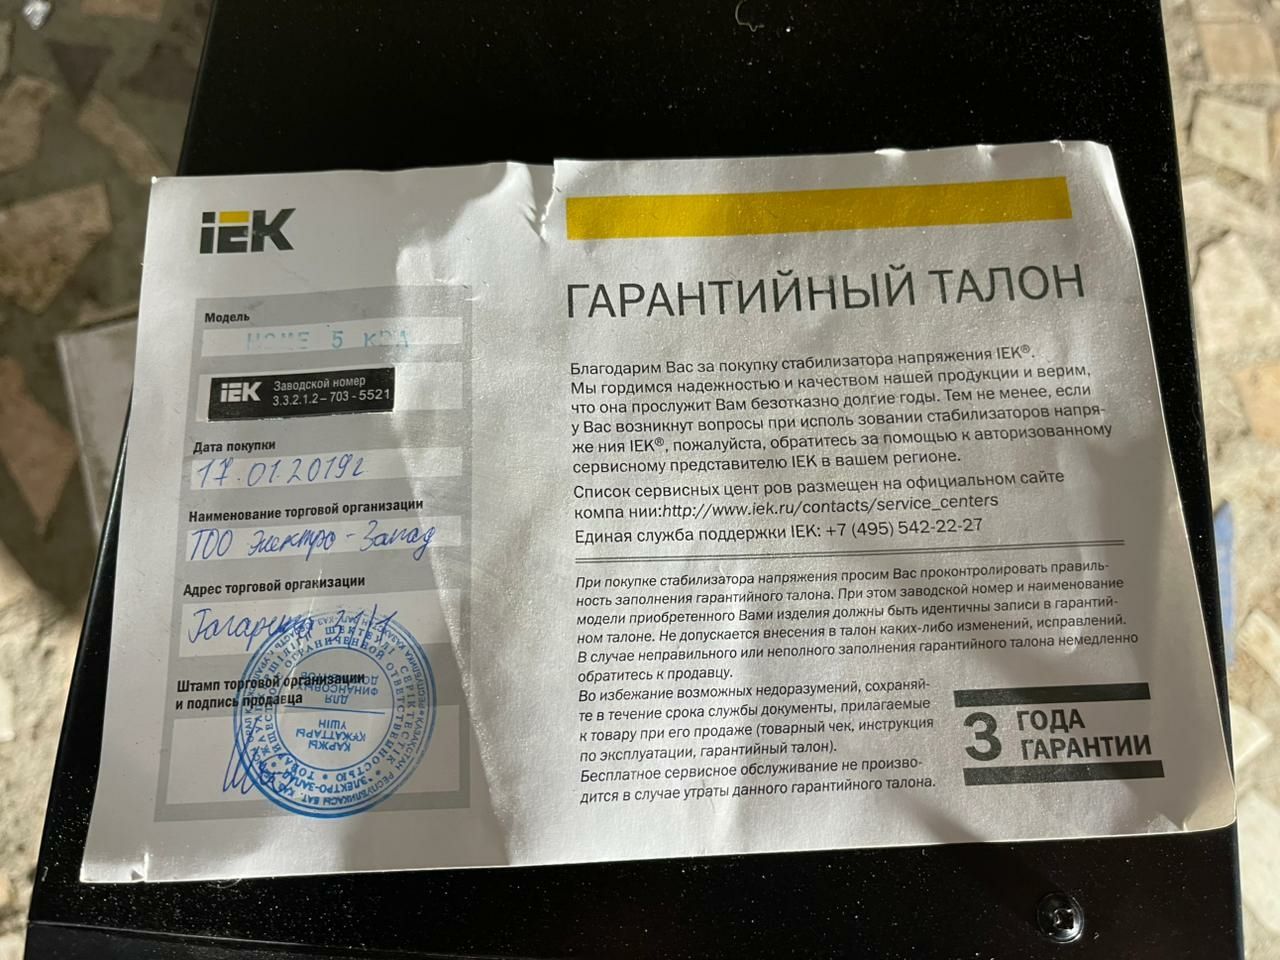 IEK
Модель
HOME 5 кВА
IEK Заводской номер
3.3.2.1.2 – 703 - 5521
Дата покупки
17.01.2019г
Наименование торговой организации
ТОО Электро-Запад
Адрес торговой организации
Гагарина 31/1
Штамп торговой организации
и подпись продавца
ҚАРЖЫ
ҚҰЖАТТАРЫ
ҮШІН
ДЛЯ
ФИНАНСОВЫХ
ДОКУМЕНТОВ
ГАРАНТИЙНЫЙ ТАЛОН
Благодарим Вас за покупку стабилизатора напряжения IEK®.
Мы гордимся надежностью и качеством нашей продукции и верим,
что она прослужит Вам безотказно долгие годы. Тем не менее, если
у Вас возникнут вопросы при исполь зовании стабилизаторов напря-
же ния IEK®, пожалуйста, обратитесь за помощью к авторизованному
сервисному представителю IEK в вашем регионе.
Список сервисных цент ров размещен на официальном сайте
компа нии:http://www.iek.ru/contacts/service_centers
Единая служба поддержки IEK: +7 (495) 542-22-27
При покупке стабилизатора напряжения просим Вас проконтролировать правиль-
ность заполнения гарантийного талона. При этом заводской номер и наименование
модели приобретенного Вами изделия должны быть идентичны записи в гарантий-
ном талоне. Не допускается внесения в талон каких-либо изменений, исправлений.
В случае неправильного или неполного заполнения гарантийного талона немедленно
обратитесь к продавцу.
Во избежание возможных недоразумений, сохраняй-
те в течение срока службы документы, прилагаемые
к товару при его продаже (товарный чек, инструкция
по эксплуатации, гарантийный талон).
Бесплатное сервисное обслуживание не произво-
дится в случае утраты данного гарантийного талона.
3 ГОДА
ГАРАНТИИ